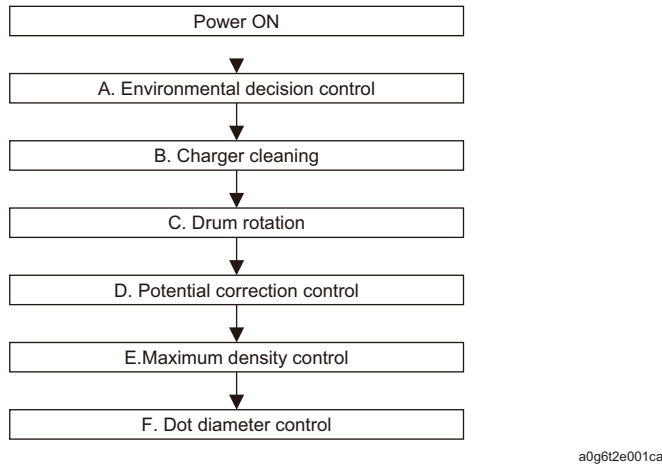 Power ON
A. Environmental decision control
B. Charger cleaning
C. Drum rotation
D. Potential correction control
E.Maximum density control
F. Dot diameter control
a0g6t2e001ca